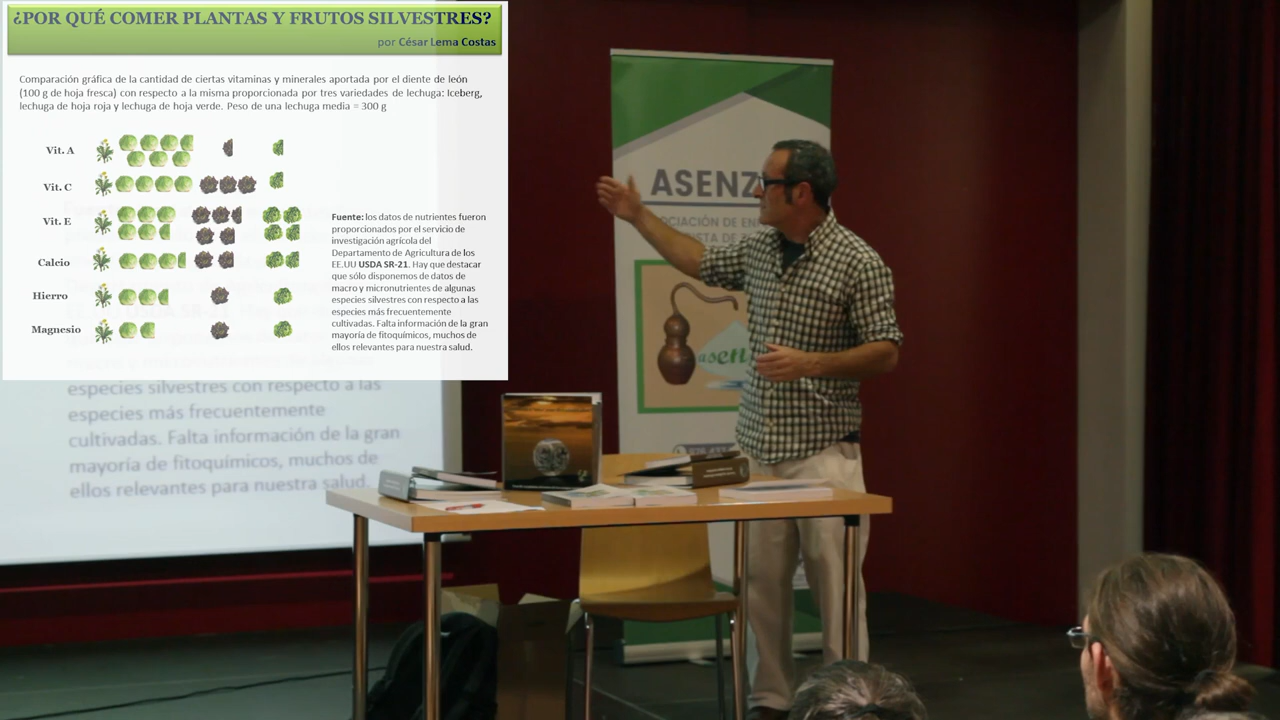 ¿POR QUÉ COMER PLANTAS Y FRUTOS SILVESTRES?
por César Lema Costas
Comparación gráfica de la cantidad de ciertas vitaminas y minerales aportada por el diente de león
(100 g de hoja fresca) con respecto a la misma proporcionada por tres variedades de lechuga: Iceberg,
lechuga de hoja roja y lechuga de hoja verde. Peso de una lechuga media = 300 g
Vit. A
Vit. C
Vit. E
Calcio
Hierro
Magnesio
Fuente: los datos de nutrientes fueron
proporcionados por el servicio de
investigación agrícola del
Departamento de Agricultura de los
EE.UU USDA SR-21. Hay que destacar
que sólo disponemos de datos de
macro y micronutrientes de algunas
especies silvestres con respecto a las
especies más frecuentemente
cultivadas. Falta información de la gran
mayoría de fitoquímicos, muchos de
ellos relevantes para nuestra salud.
especies silvestres con respecto a las
especies más frecuentemente
cultivadas. Falta información de la gran
mayoría de fitoquímicos, muchos de
ellos relevantes para nuestra salud.
ASENZ
DE
asen